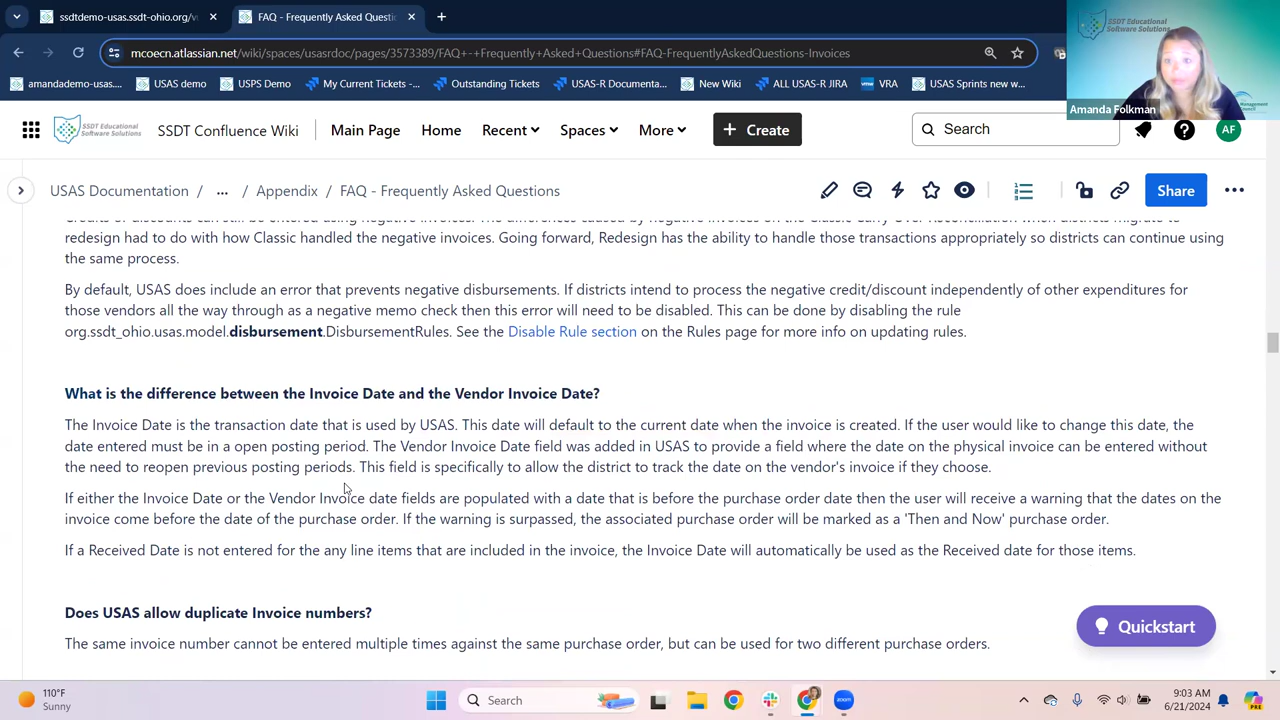 ssdtdemo-usas.ssdt-ohio.org/v
FAQ - Frequently Asked Questi
mcoecn.atlassian.net/wiki/spaces/usasrdoc/pages/3573389/FAQ+-+Frequently+Asked+Questions#FAQ-FrequentlyAskedQuestions-Invoices
amandademo-usas....
USAS demo
USPS Demo
My Current Tickets -...
Outstanding Tickets
USAS-R Documenta...
New Wiki
ALL USAS-R JIRA
VRA
USAS Sprints new w...
SSDT Educational
Software Solutions
Amanda Folkman
SSDT Educational
Software Solutions
SSDT Confluence Wiki
Main Page
Home
Recent
Spaces
More
+ Create
Search
AF
USAS Documentation / ... / Appendix / FAQ - Frequently Asked Questions
Share
redesign had to do with how Classic handled the negative invoices. Going forward, Redesign has the ability to handle those transactions appropriately so districts can continue using
the same process.
By default, USAS does include an error that prevents negative disbursements. If districts intend to process the negative credit/discount independently of other expenditures for
those vendors all the way through as a negative memo check then this error will need to be disabled. This can be done by disabling the rule
org.ssdt_ohio.usas.model.disbursement.DisbursementRules. See the Disable Rule section on the Rules page for more info on updating rules.
What is the difference between the Invoice Date and the Vendor Invoice Date?
The Invoice Date is the transaction date that is used by USAS. This date will default to the current date when the invoice is created. If the user would like to change this date, the
date entered must be in a open posting period. The Vendor Invoice Date field was added in USAS to provide a field where the date on the physical invoice can be entered without
the need to reopen previous posting periods. This field is specifically to allow the district to track the date on the vendor's invoice if they choose.
If either the Invoice Date or the Vendor Invoice date fields are populated with a date that is before the purchase order date then the user will receive a warning that the dates on the
invoice come before the date of the purchase order. If the warning is surpassed, the associated purchase order will be marked as a 'Then and Now' purchase order.
If a Received Date is not entered for the any line items that are included in the invoice, the Invoice Date will automatically be used as the Received date for those items.
Does USAS allow duplicate Invoice numbers?
The same invoice number cannot be entered multiple times against the same purchase order, but can be used for two different purchase orders.
Quickstart
110°F
Sunny
Search
9:03 AM
6/21/2024